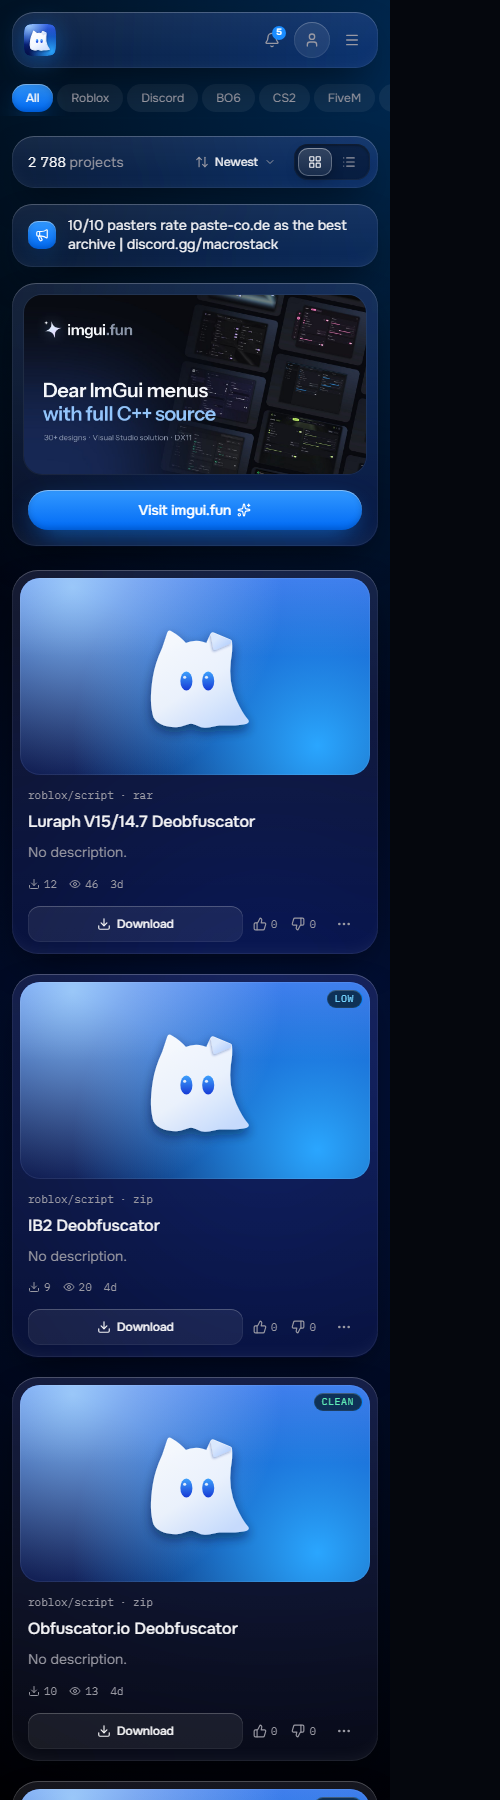 5
All
Roblox
Discord
BO6
CS2
FiveM
2 788 projects
Newest
10/10 pasters rate paste-co.de as the best
archive | discord.gg/macrostack
imgui.fun
Dear ImGui menus
with full C++ source
30+ designs · Visual Studio solution · DX11
Visit imgui.fun
roblox/script · rar
Luraph V15/14.7 Deobfuscator
No description.
12 46 3d
Download 0 0
LOW
roblox/script · zip
IB2 Deobfuscator
No description.
9 20 4d
Download 0 0
CLEAN
roblox/script · zip
Obfuscator.io Deobfuscator
No description.
10 13 4d
Download 0 0